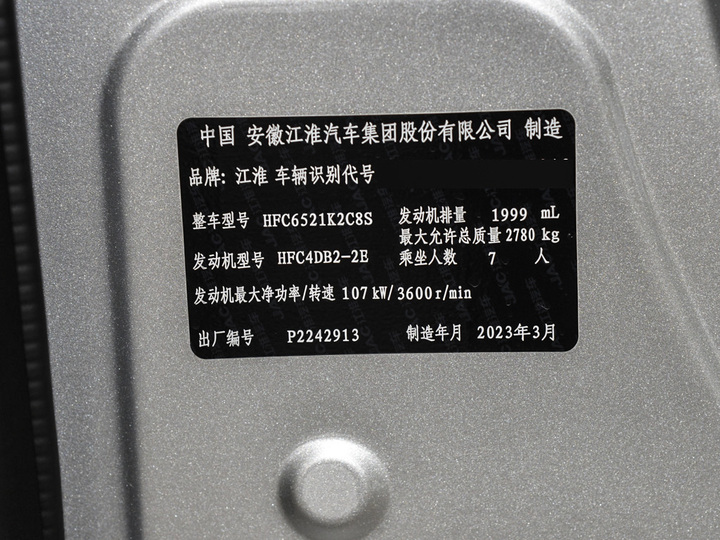 中国 安徽江淮汽车集团股份有限公司 制造
品牌: 江淮 车辆识别代号
整车型号 HFC6521K2C8S 发动机排量 1999 mL
最大允许总质量 2780 kg
发动机型号 HFC4DB2-2E 乘坐人数 7 人
发动机最大净功率/转速 107 kW/ 3600 r/min
出厂编号 P2242913 制造年月 2023年3月